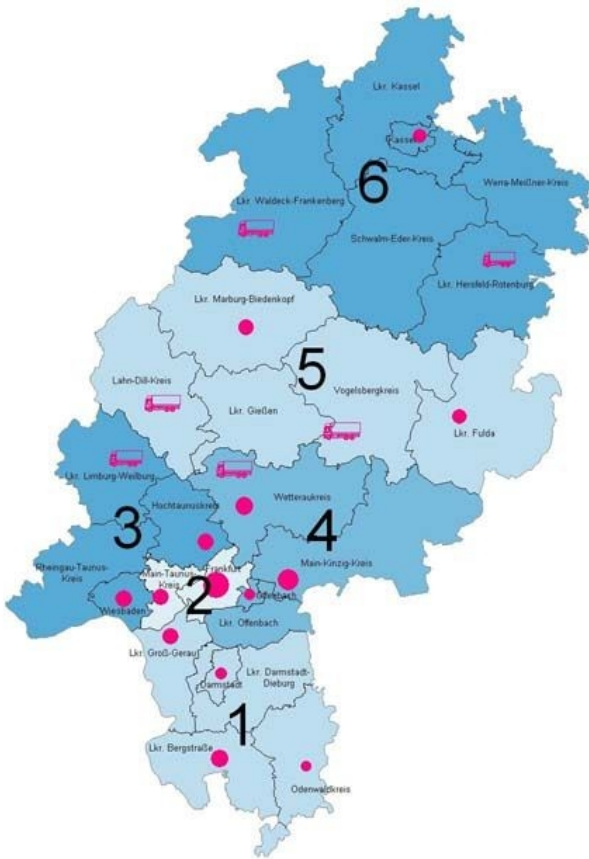 Lkr. Kassel
Kassel
Werra-Meißner-Kreis
6
Lkr. Waldeck-Frankenberg
Schwalm-Eder-Kreis
Lkr. Hersfeld-Rotenburg
Lkr. Marburg-Biedenkopf
5
Lahn-Dill-Kreis
Vogelsbergkreis
Lkr. Gießen
Lkr. Fulda
Lkr. Limburg-Weilburg
Wetteraukreis
Hochtaunuskreis
3
4
Rheingau-Taunus-
Kreis
Main-Taunus-
Kreis
Frankfurt
Main-Kinzig-Kreis
2
Offenbach
Wiesbaden
Lkr. Offenbach
Lkr. Groß-Gerau
Lkr. Darmstadt-
Dieburg
Darmstadt
1
Lkr. Bergstraße
Odenwaldkreis